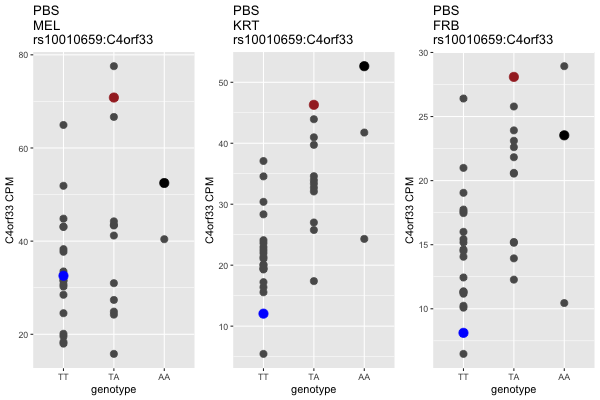 PBS
MEL
rs10010659:C4orf33
80
60
40
20
C4orf33 CPM
TT TA AA
genotype
PBS
KRT
rs10010659:C4orf33
50
40
30
20
10
C4orf33 CPM
TT TA AA
genotype
PBS
FRB
rs10010659:C4orf33
30
25
20
15
10
C4orf33 CPM
TT TA AA
genotype